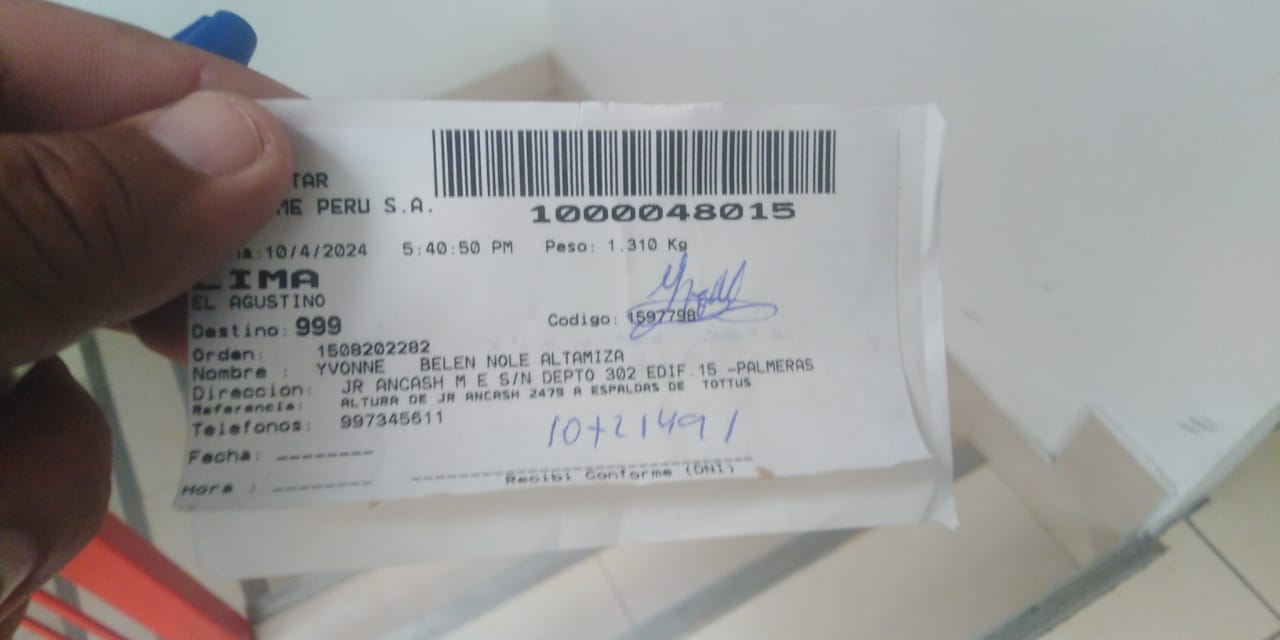 TAR
ME PERU S.A.
1000048015
10/4/2024 5:40:50 PM Peso: 1.310 Kg
LIMA
EL AGUSTINO
Destino: 999
Codigo: 1597798
Orden: 1508202282
Nombre : YVONNE BELEN NOLE ALTAMIZA
Direccion: JR ANCASH M E S/N DEPTO 302 EDIF.15 -PALMERAS
Referencia: ALTURA DE JR ANCASH 2479 A ESPALDAS DE TOTTUS
Telefonos: 997345611
Fecha: --------
Hora : --------
Recibi Conforme (DNI)